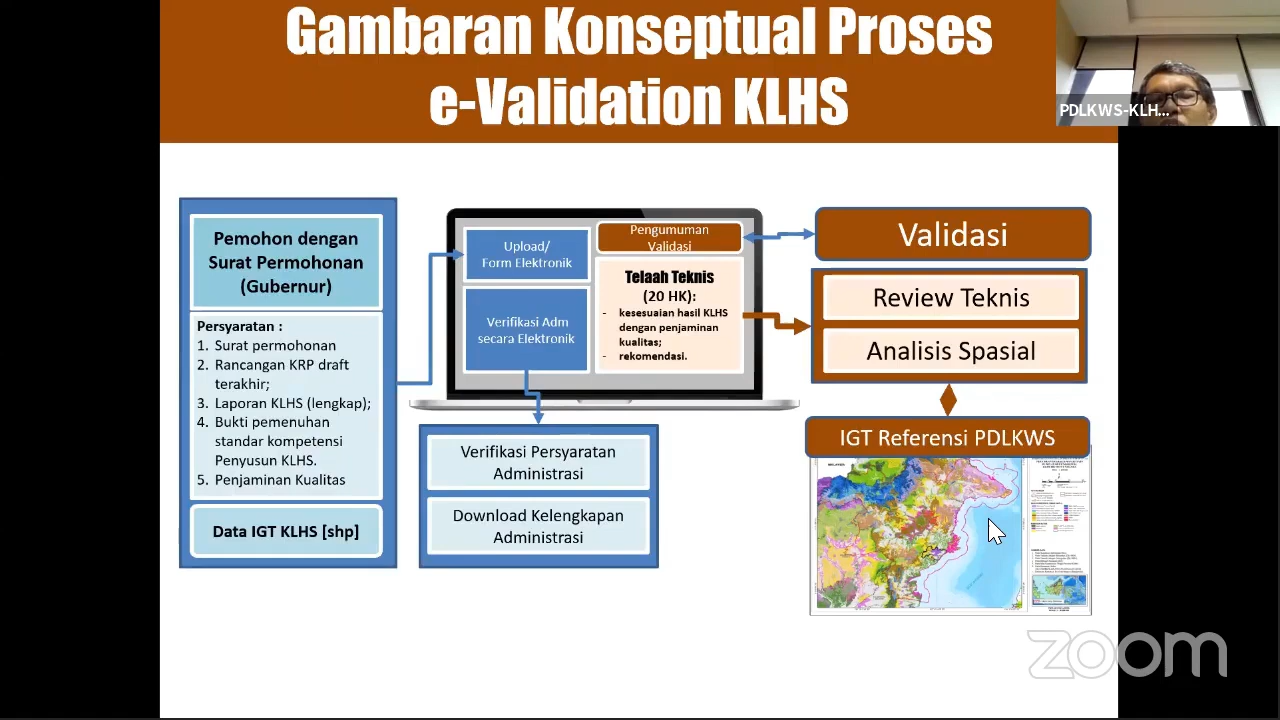 Gambaran Konseptual Proses
e-Validation KLHS
PDLKWS-KLH...
Pemohon dengan
Surat Permohonan
(Gubernur)
Persyaratan :
1. Surat permohonan
2. Rancangan KRP draft
terakhir;
3. Laporan KLHS (lengkap);
4. Bukti pemenuhan
standar kompetensi
Penyusun KLHS.
5. Penjaminan Kualitas
Data IGT KLHS [shp]
Upload/
Form Elektronik
Verifikasi Adm
secara Elektronik
Pengumuman
Validasi
Telaah Teknis
(20 HK):
- kesesuaian hasil KLHS
dengan penjaminan
kualitas;
- rekomendasi.
Verifikasi Persyaratan
Administrasi
Download Kelengkapan
Administrasi
Validasi
Review Teknis
Analisis Spasial
IGT Referensi PDLKWS
zoom